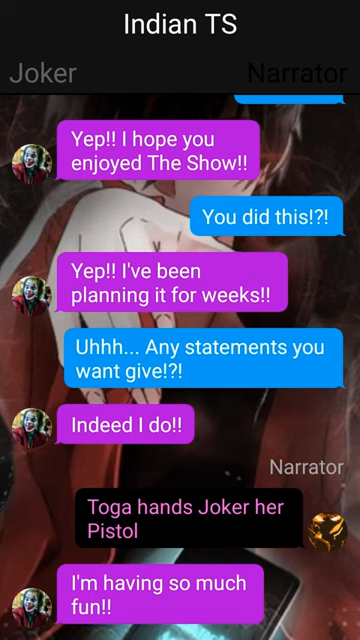 Indian TS
Joker
Narrator
Yep!! I hope you
enjoyed The Show!!
You did this!?!
Yep!! I've been
planning it for weeks!!
Uhhh... Any statements you
want give!?!
Indeed I do!!
Narrator
Toga hands Joker her
Pistol
I'm having so much
fun!!